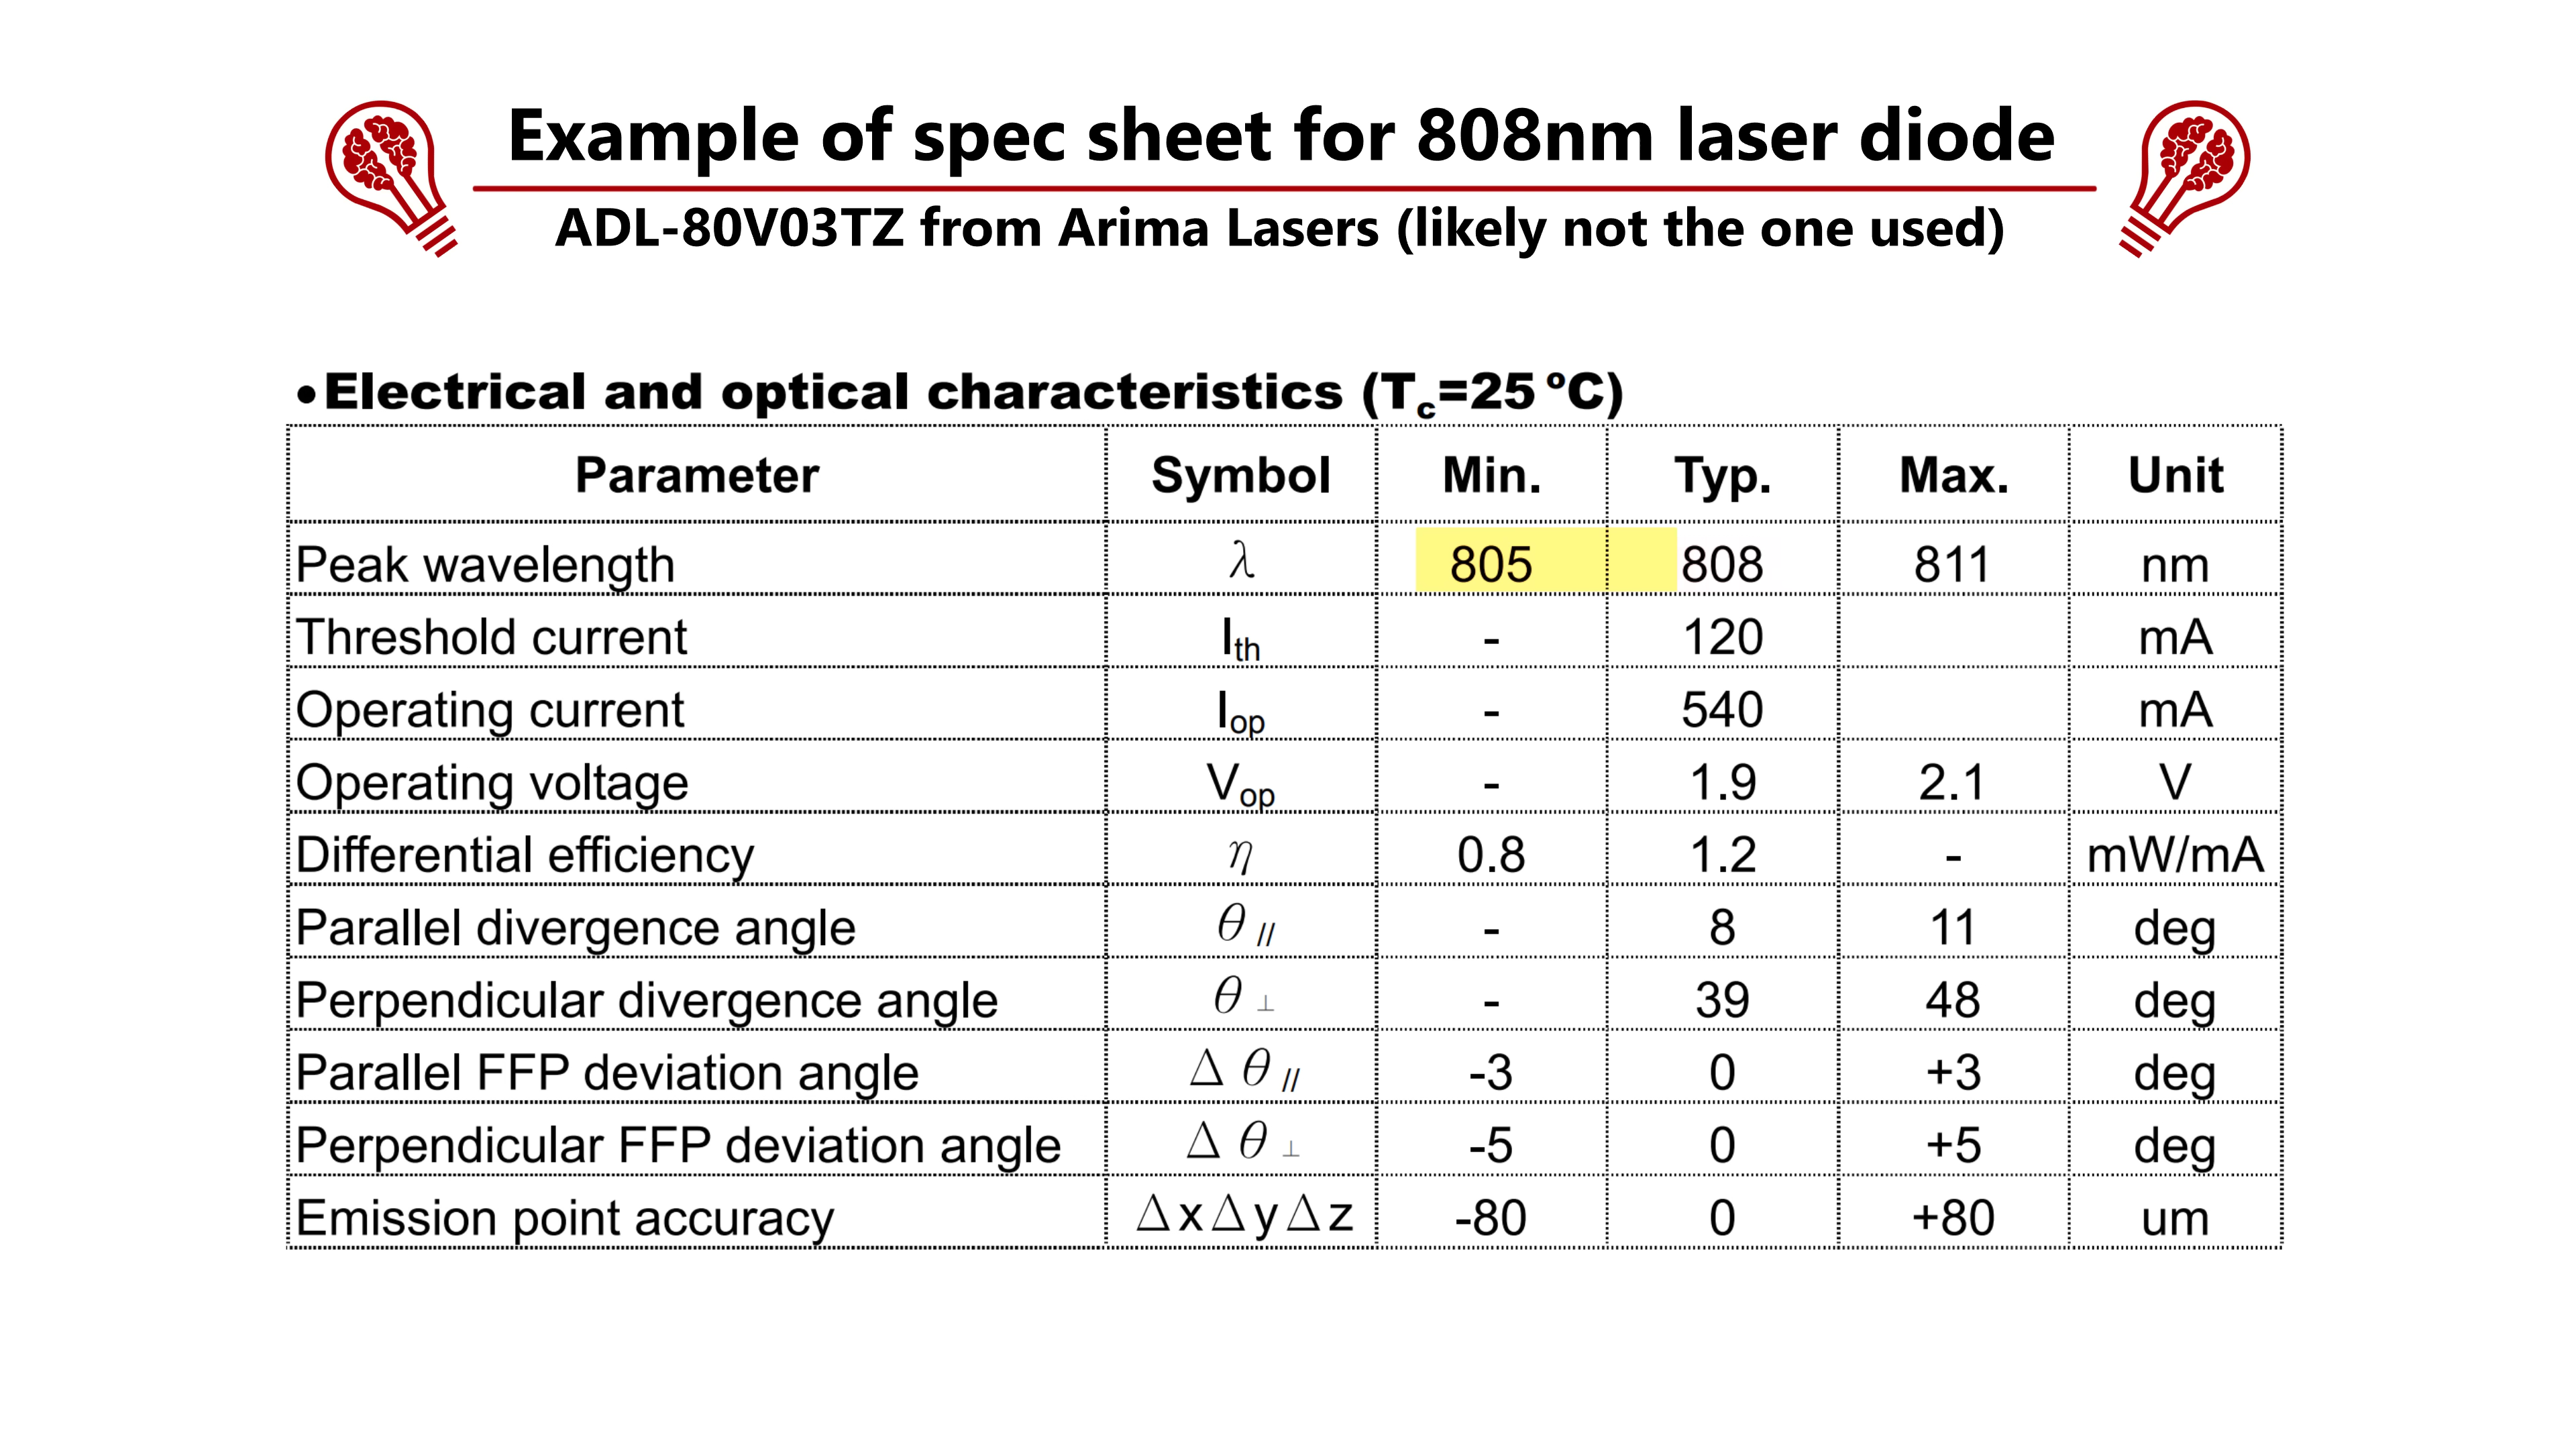 Example of spec sheet for 808nm laser diode
ADL-80V03TZ from Arima Lasers (likely not the one used)
•Electrical and optical characteristics (Tc=25 ºC)
Parameter Symbol Min. Typ. Max. Unit
Peak wavelength λ 805 808 811 nm
Threshold current Ith - 120 mA
Operating current Iop - 540 mA
Operating voltage Vop - 1.9 2.1 V
Differential efficiency η 0.8 1.2 - mW/mA
Parallel divergence angle θ // - 8 11 deg
Perpendicular divergence angle θ ⊥ - 39 48 deg
Parallel FFP deviation angle Δ θ // -3 0 +3 deg
Perpendicular FFP deviation angle Δ θ ⊥ -5 0 +5 deg
Emission point accuracy ΔxΔyΔz -80 0 +80 um